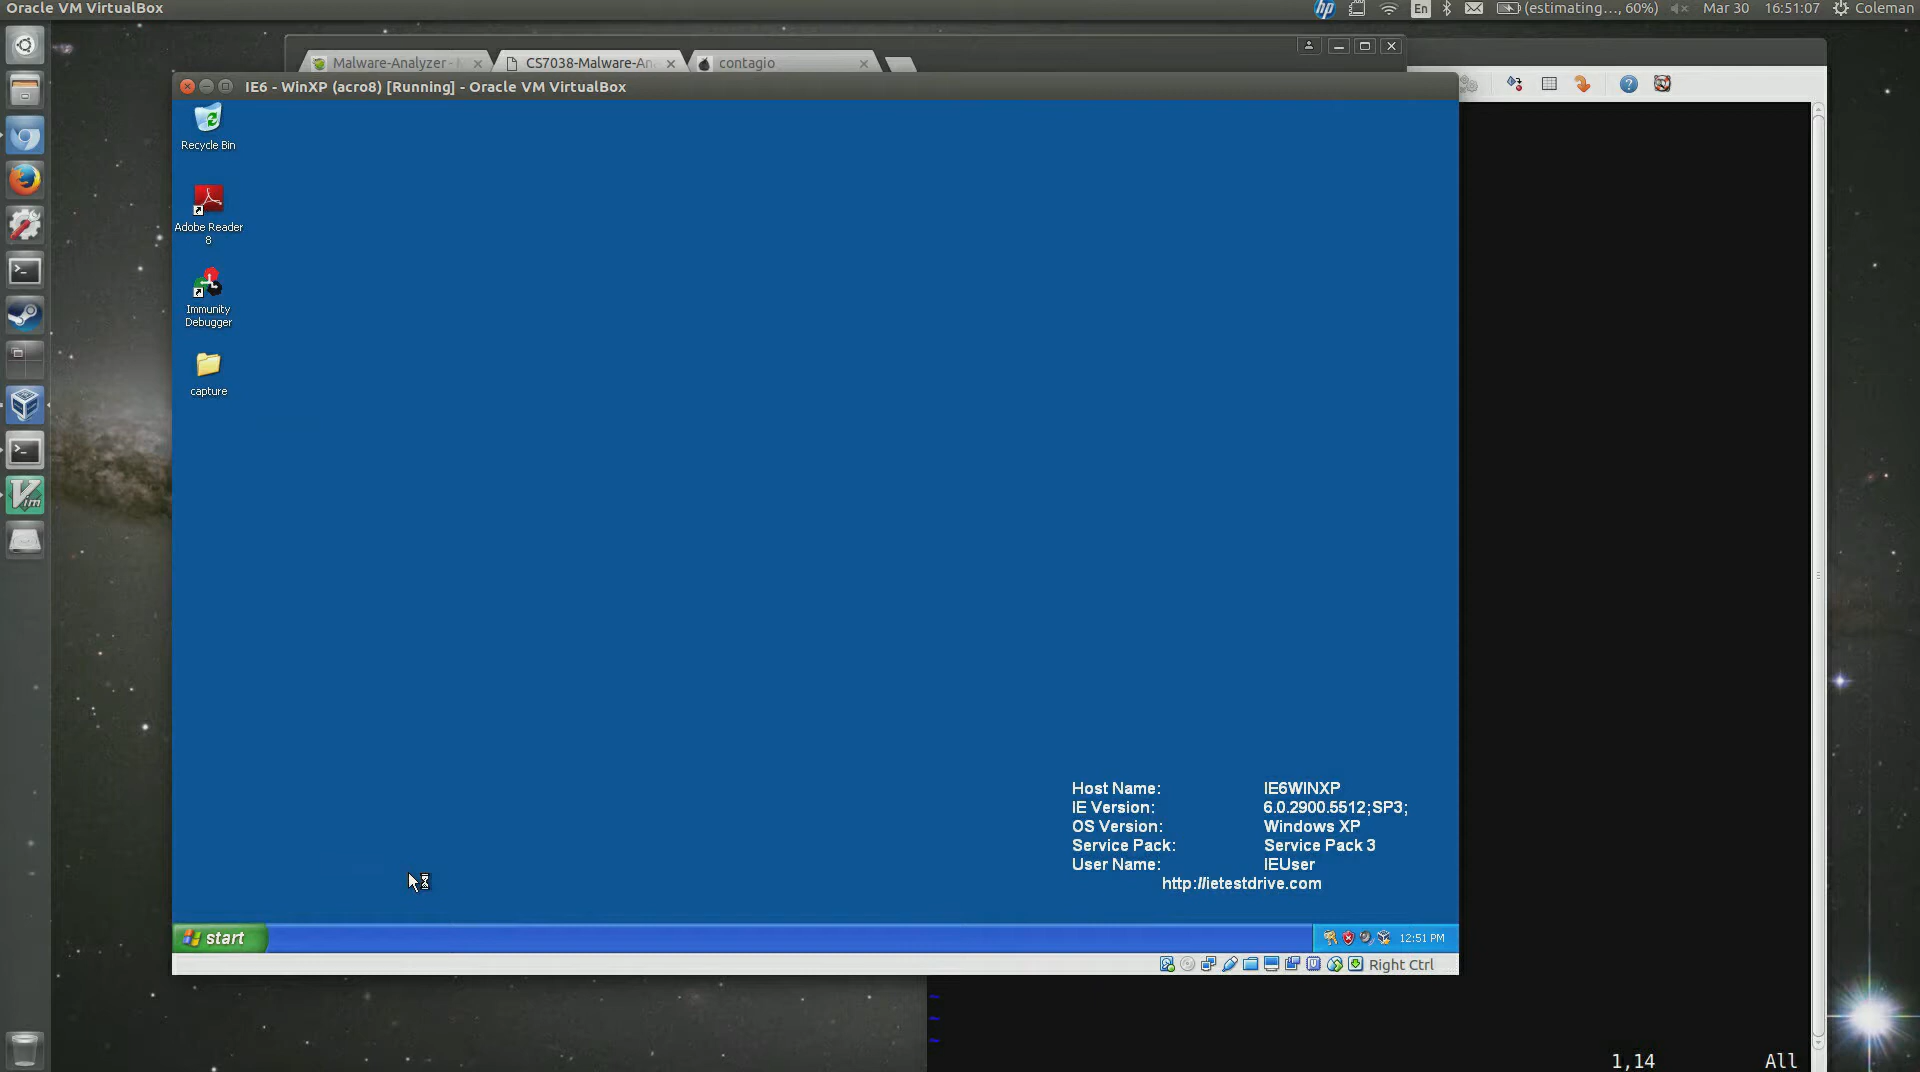 Oracle VM VirtualBox
hp
En
(estimating..., 60%)
Mar 30
16:51:07
Coleman
Malware-Analyzer -
CS7038-Malware-An
contagio
IE6 - WinXP (acro8) [Running] - Oracle VM VirtualBox
Recycle Bin
Adobe Reader
8
Immunity
Debugger
capture
Vim
Host Name: IE6WINXP
IE Version: 6.0.2900.5512;SP3;
OS Version: Windows XP
Service Pack: Service Pack 3
User Name: IEUser
http://ietestdrive.com
start
12:51 PM
Right Ctrl
~
~
~
1,14
All